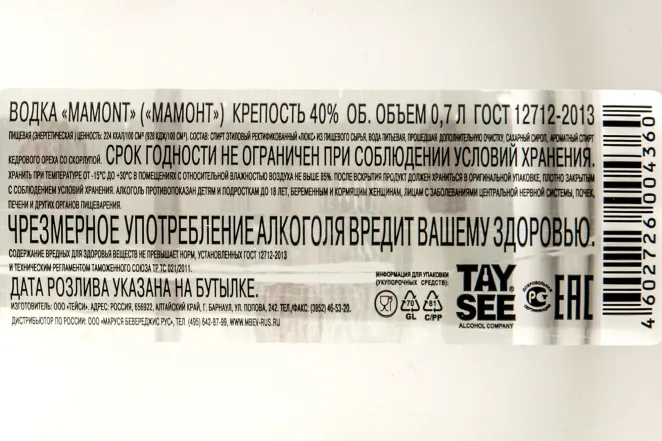 ВОДКА «MAMONT» («МАМОНТ») КРЕПОСТЬ 40% ОБ. ОБЪЕМ 0,7 Л ГОСТ 12712-2013
ПИЩЕВАЯ (ЭНЕРГЕТИЧЕСКАЯ) ЦЕННОСТЬ: 224 ККАЛ/100 СМ³ (928 КДЖ/100 СМ³). СОСТАВ: СПИРТ ЭТИЛОВЫЙ РЕКТИФИКОВАННЫЙ «ЛЮКС» ИЗ ПИЩЕВОГО СЫРЬЯ, ВОДА ПИТЬЕВАЯ, ПРОШЕДШАЯ ДОПОЛНИТЕЛЬНУЮ ОЧИСТКУ, САХАРНЫЙ СИРОП, АРОМАТНЫЙ СПИРТ
КЕДРОВОГО ОРЕХА СО СКОРЛУПОЙ. СРОК ГОДНОСТИ НЕ ОГРАНИЧЕН ПРИ СОБЛЮДЕНИИ УСЛОВИЙ ХРАНЕНИЯ.
ХРАНИТЬ ПРИ ТЕМПЕРАТУРЕ ОТ -15°С ДО +30°С В ПОМЕЩЕНИЯХ С ОТНОСИТЕЛЬНОЙ ВЛАЖНОСТЬЮ ВОЗДУХА НЕ ВЫШЕ 85%. ПОСЛЕ ВСКРЫТИЯ ПРОДУКТ ДОЛЖЕН ХРАНИТЬСЯ В ОРИГИНАЛЬНОЙ УПАКОВКЕ, ПЛОТНО ЗАКРЫТЫМ
С СОБЛЮДЕНИЕМ УСЛОВИЙ ХРАНЕНИЯ. АЛКОГОЛЬ ПРОТИВОПОКАЗАН ДЕТЯМ И ПОДРОСТКАМ ДО 18 ЛЕТ, БЕРЕМЕННЫМ И КОРМЯЩИМ ЖЕНЩИНАМ, ЛИЦАМ С ЗАБОЛЕВАНИЯМИ ЦЕНТРАЛЬНОЙ НЕРВНОЙ СИСТЕМЫ, ПОЧЕК,
ПЕЧЕНИ И ДРУГИХ ОРГАНОВ ПИЩЕВАРЕНИЯ.
ЧРЕЗМЕРНОЕ УПОТРЕБЛЕНИЕ АЛКОГОЛЯ ВРЕДИТ ВАШЕМУ ЗДОРОВЬЮ.
СОДЕРЖАНИЕ ВРЕДНЫХ ДЛЯ ЗДОРОВЬЯ ВЕЩЕСТВ НЕ ПРЕВЫШАЕТ НОРМ, УСТАНОВЛЕННЫХ ГОСТ 12712-2013
И ТЕХНИЧЕСКИМ РЕГЛАМЕНТОМ ТАМОЖЕННОГО СОЮЗА ТР ТС 021/2011.
ДАТА РОЗЛИВА УКАЗАНА НА БУТЫЛКЕ.
ИЗГОТОВИТЕЛЬ: ООО «ТЕЙСИ». АДРЕС: РОССИЯ, 656922, АЛТАЙСКИЙ КРАЙ, Г. БАРНАУЛ, УЛ. ПОПОВА, 242. ТЕЛ./ФАКС: (3852) 46-53-20.
ДИСТРИБЬЮТОР ПО РОССИИ: ООО «МАРУСЯ БЕВЕРЕДЖИС РУС», ТЕЛ. (495) 642-87-99, WWW.MBEV-RUS.RU
ИНФОРМАЦИЯ ДЛЯ УПАКОВКИ
(УКУПОРОЧНЫХ СРЕДСТВ):
70
GL
81
C/PP
TAY
SEE®
ALCOHOL COMPANY
ДОБРОВОЛЬНАЯ
РСТ
EAC
4602726004360